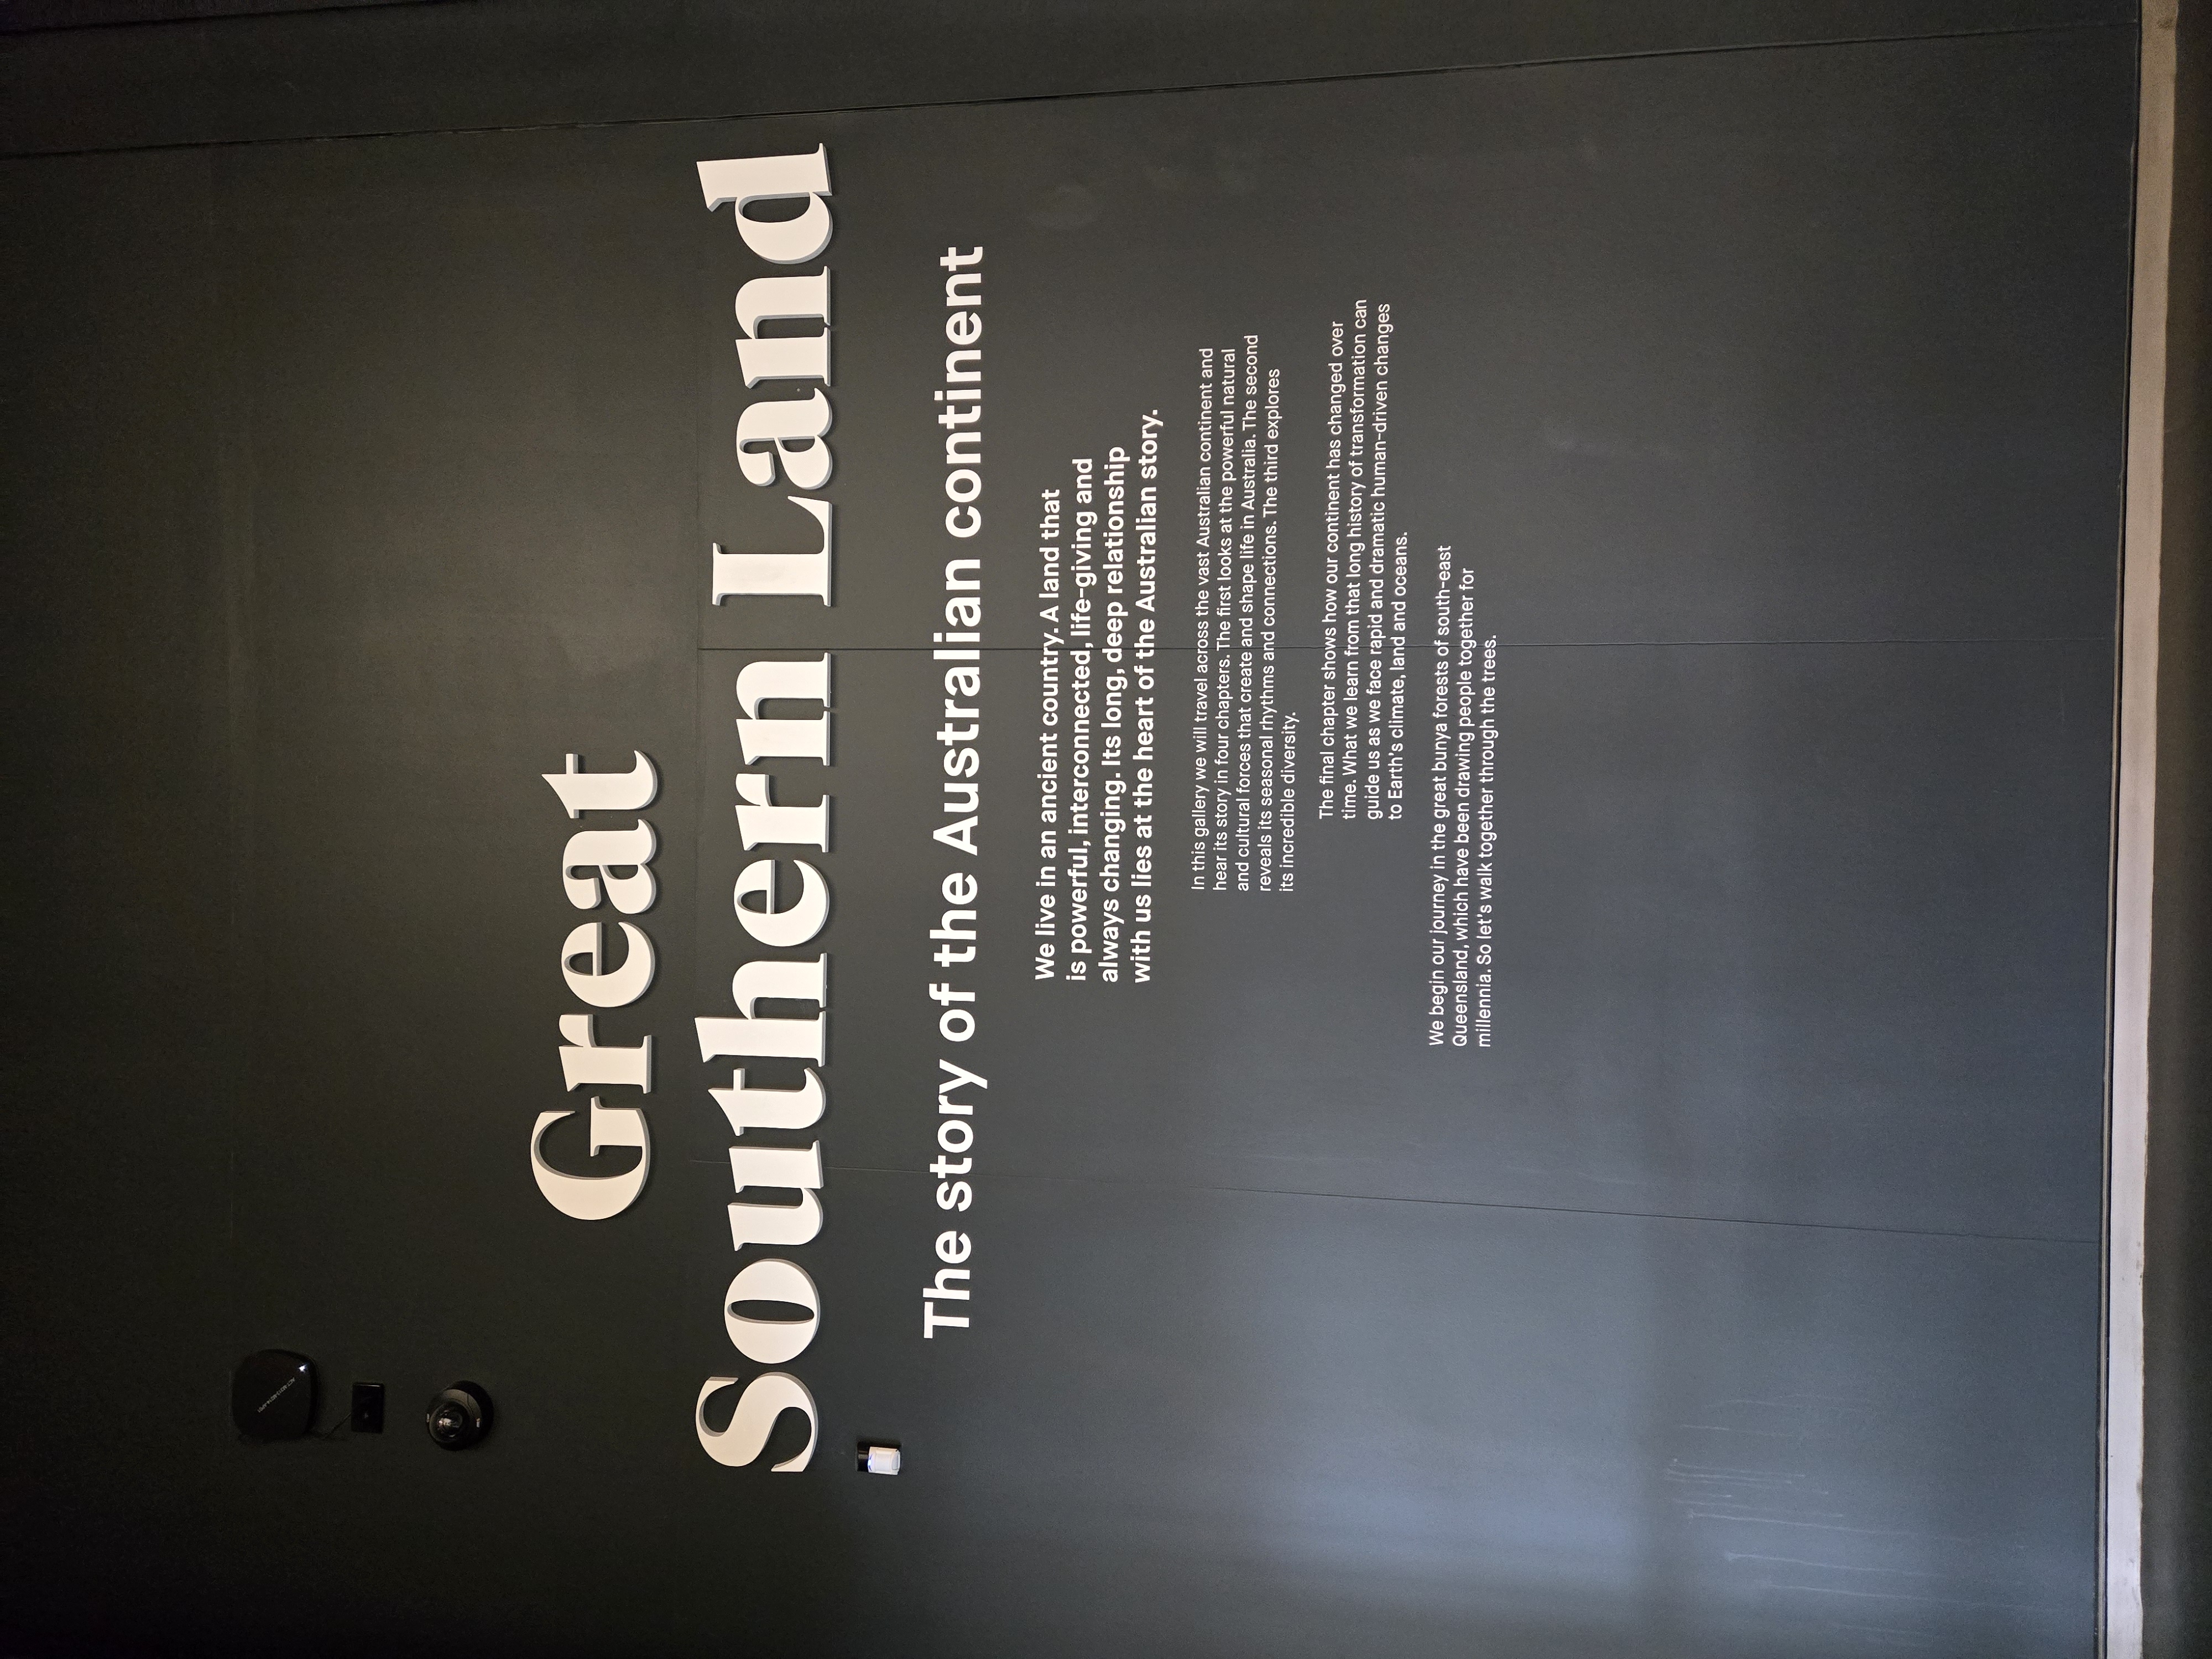 Great
Southern Land
The story of the Australian continent
We live in an ancient country. A land that
is powerful, interconnected, life-giving and
always changing. Its long, deep relationship
with us lies at the heart of the Australian story.
In this gallery we will travel across the vast Australian continent and
hear its story in four chapters. The first looks at the powerful natural
and cultural forces that create and shape life in Australia. The second
reveals its seasonal rhythms and connections. The third explores
its incredible diversity.
The final chapter shows how our continent has changed over
time. What we learn from that long history of transformation can
guide us as we face rapid and dramatic human-driven changes
to Earth's climate, land and oceans.
We begin our journey in the great bunya forests of south-east
Queensland, which have been drawing people together for
millennia. So let's walk together through the trees.